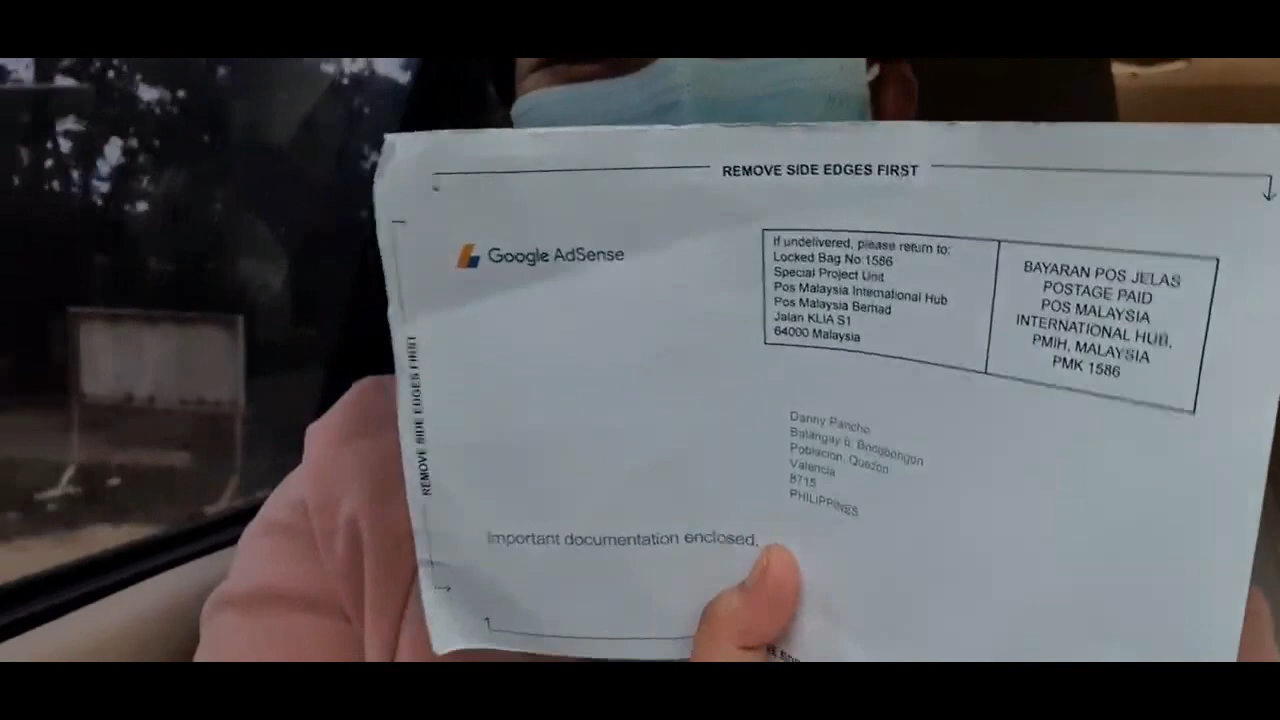 REMOVE SIDE EDGES FIRST
Google AdSense
If undelivered, please return to:
Locked Bag No:1586
Special Project Unit
Pos Malaysia International Hub
Pos Malaysia Berhad
Jalan KLIA S1
64000 Malaysia
BAYARAN POS JELAS
POSTAGE PAID
POS MALAYSIA
INTERNATIONAL HUB,
PMIH, MALAYSIA
PMK 1586
REMOVE SIDE EDGES FIRST
Danny Pancho
Poblacion, Quezon
Valencia
8715
PHILIPPINES
Important documentation enclosed.